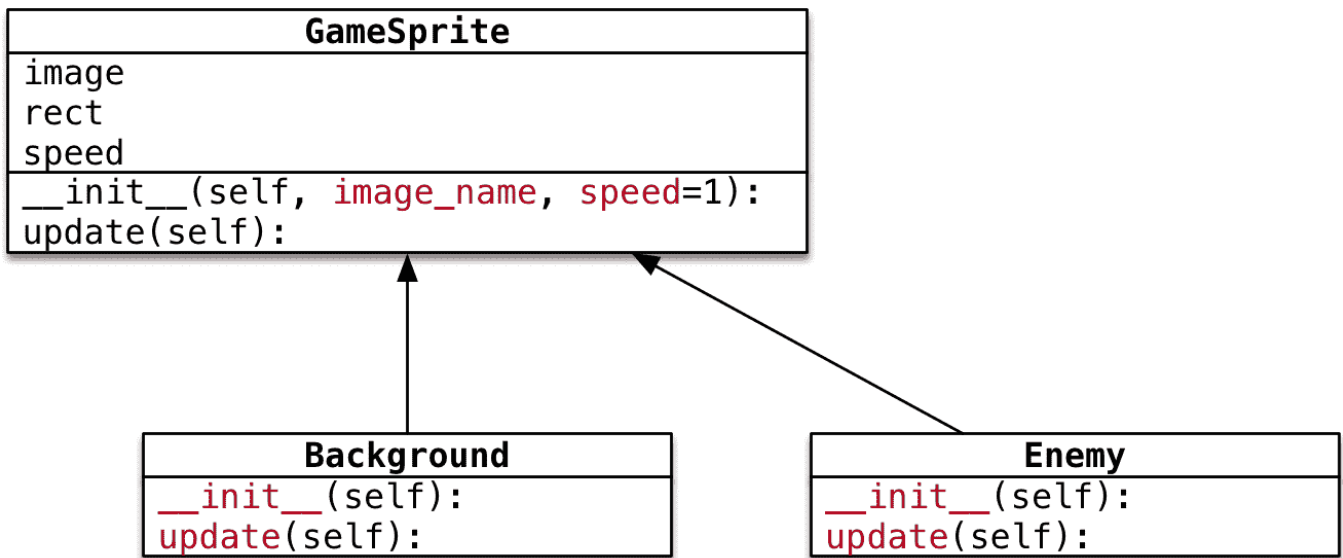 GameSprite
image
rect
speed
__init__(self, image_name, speed=1):
update(self):
Background
__init__(self):
update(self):
Enemy
__init__(self):
update(self):